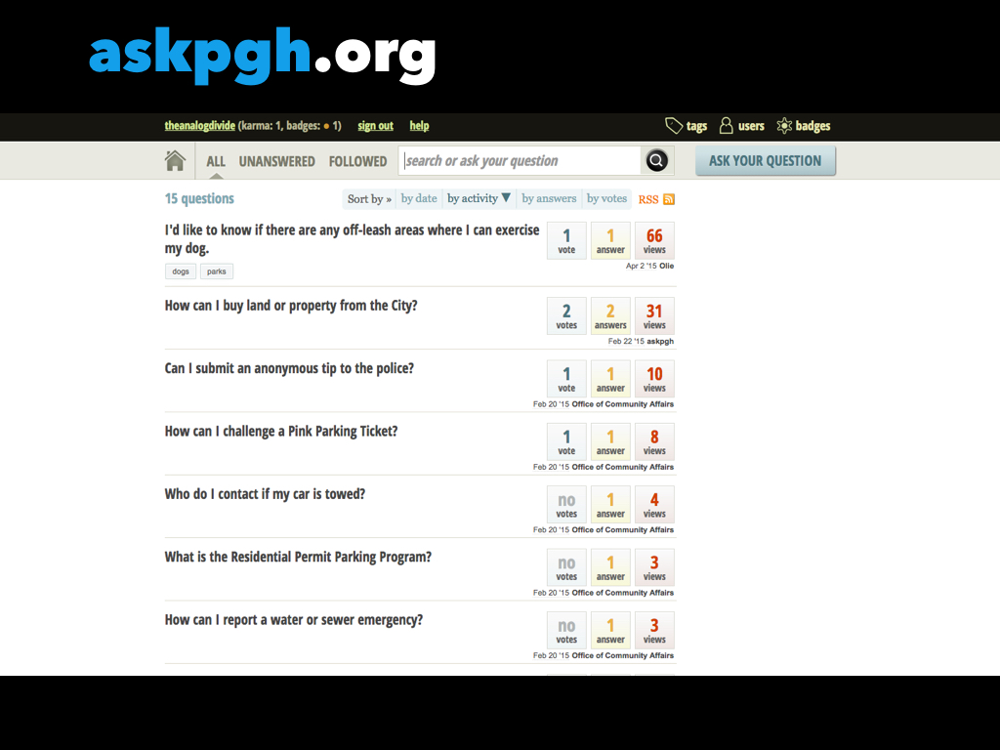 askpgh.org
theanalogdivide (karma: 1, badges: ● 1) sign out help tags users badges
ALL UNANSWERED FOLLOWED search or ask your question ASK YOUR QUESTION
15 questions Sort by » by date by activity ▼ by answers by votes RSS
I'd like to know if there are any off-leash areas where I can exercise
my dog.
1 1 66
vote answer views
Apr 2 '15 Olie
dogs parks
How can I buy land or property from the City?
2 2 31
votes answers views
Feb 22 '15 askpgh
Can I submit an anonymous tip to the police?
1 1 10
vote answer views
Feb 20 '15 Office of Community Affairs
How can I challenge a Pink Parking Ticket?
1 1 8
vote answer views
Feb 20 '15 Office of Community Affairs
Who do I contact if my car is towed?
no 1 4
votes answer views
Feb 20 '15 Office of Community Affairs
What is the Residential Permit Parking Program?
no 1 3
votes answer views
Feb 20 '15 Office of Community Affairs
How can I report a water or sewer emergency?
no 1 3
votes answer views
Feb 20 '15 Office of Community Affairs